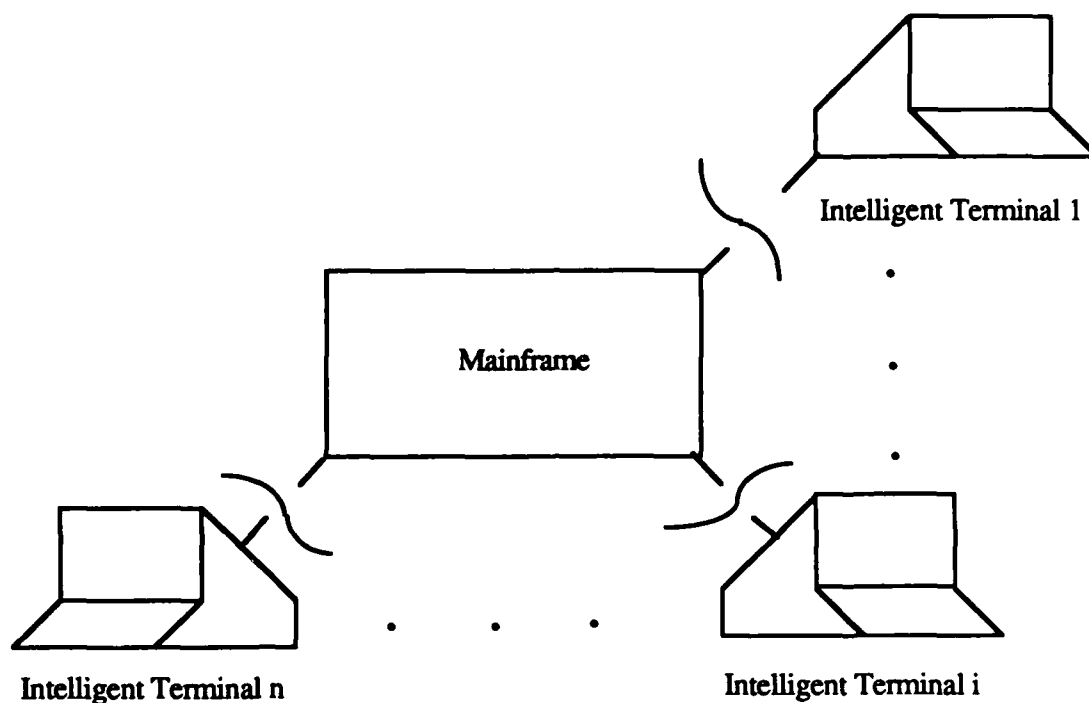 Intelligent Terminal 1
Mainframe
Intelligent Terminal n
Intelligent Terminal i